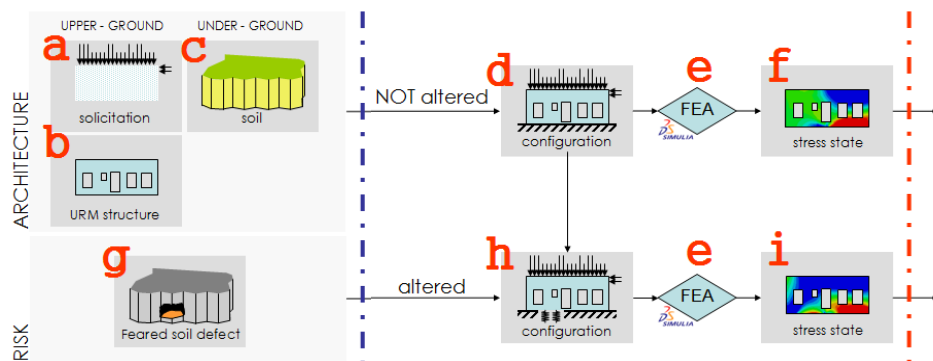 UPPER - GROUND
UNDER - GROUND
ARCHITECTURE
a
solicitation
c
soil
b
URM structure
NOT altered
d
configuration
e
FEA
SIMULIA
f
stress state
RISK
g
Feared soil defect
altered
h
configuration
e
FEA
SIMULIA
i
stress state